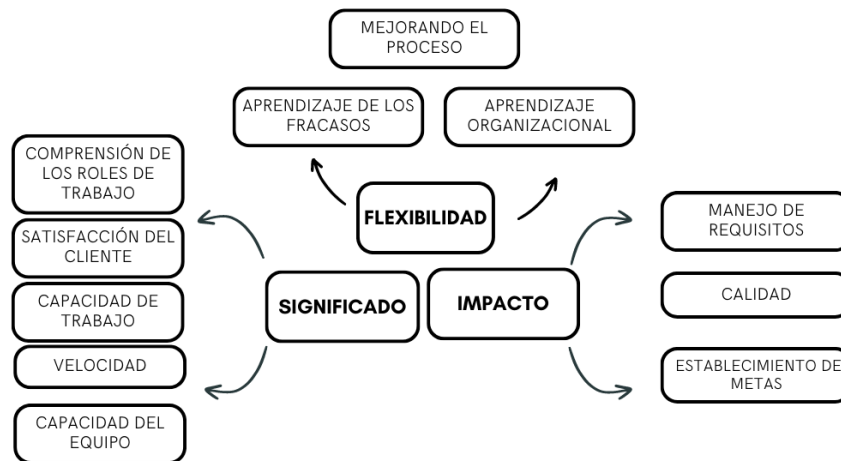 MEJORANDO EL
PROCESO
APRENDIZAJE DE LOS
FRACASOS
APRENDIZAJE
ORGANIZACIONAL
COMPRENSIÓN DE
LOS ROLES DE
TRABAJO
SATISFACCIÓN DEL
CLIENTE
CAPACIDAD DE
TRABAJO
VELOCIDAD
CAPACIDAD DEL
EQUIPO
FLEXIBILIDAD
SIGNIFICADO
IMPACTO
MANEJO DE
REQUISITOS
CALIDAD
ESTABLECIMIENTO DE
METAS